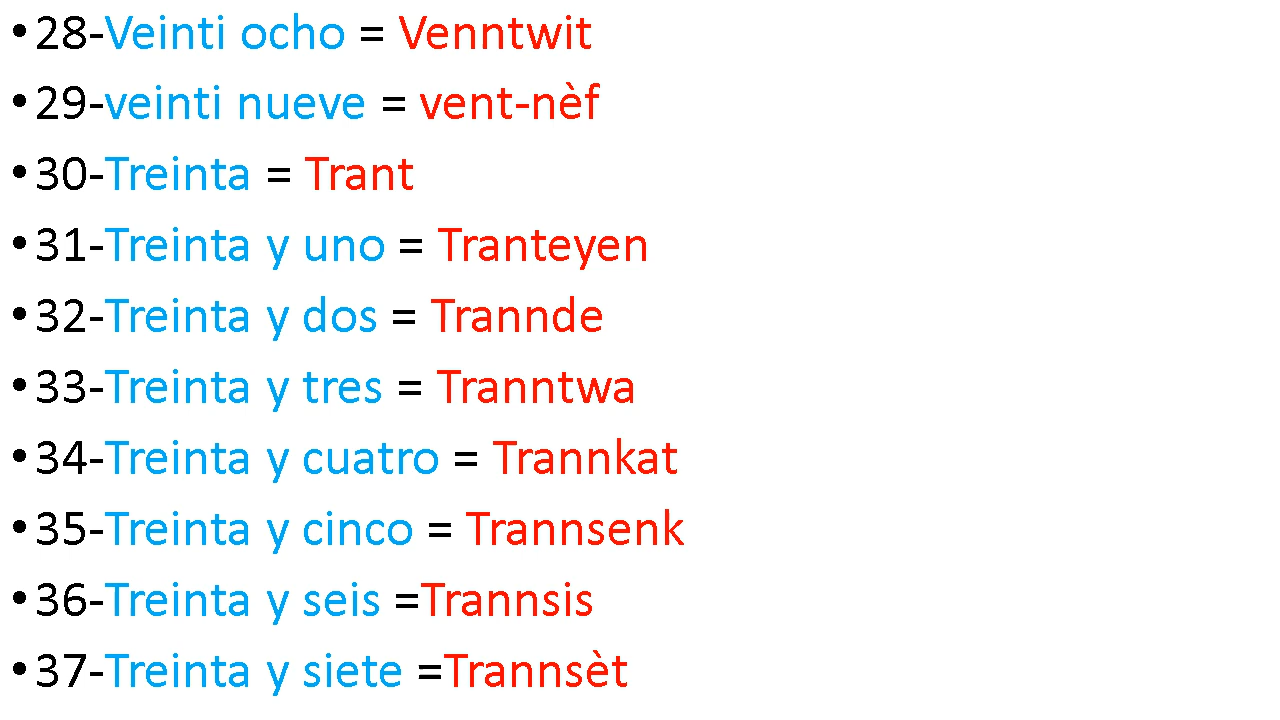 • 28-Veinti ocho = Venntwit
• 29-veinti nueve = vent-nèf
• 30-Treinta = Trant
• 31-Treinta y uno = Tranteyen
• 32-Treinta y dos = Trannde
• 33-Treinta y tres = Tranntwa
• 34-Treinta y cuatro = Trannkat
• 35-Treinta y cinco = Trannsenk
• 36-Treinta y seis =Trannsis
• 37-Treinta y siete =Trannsèt